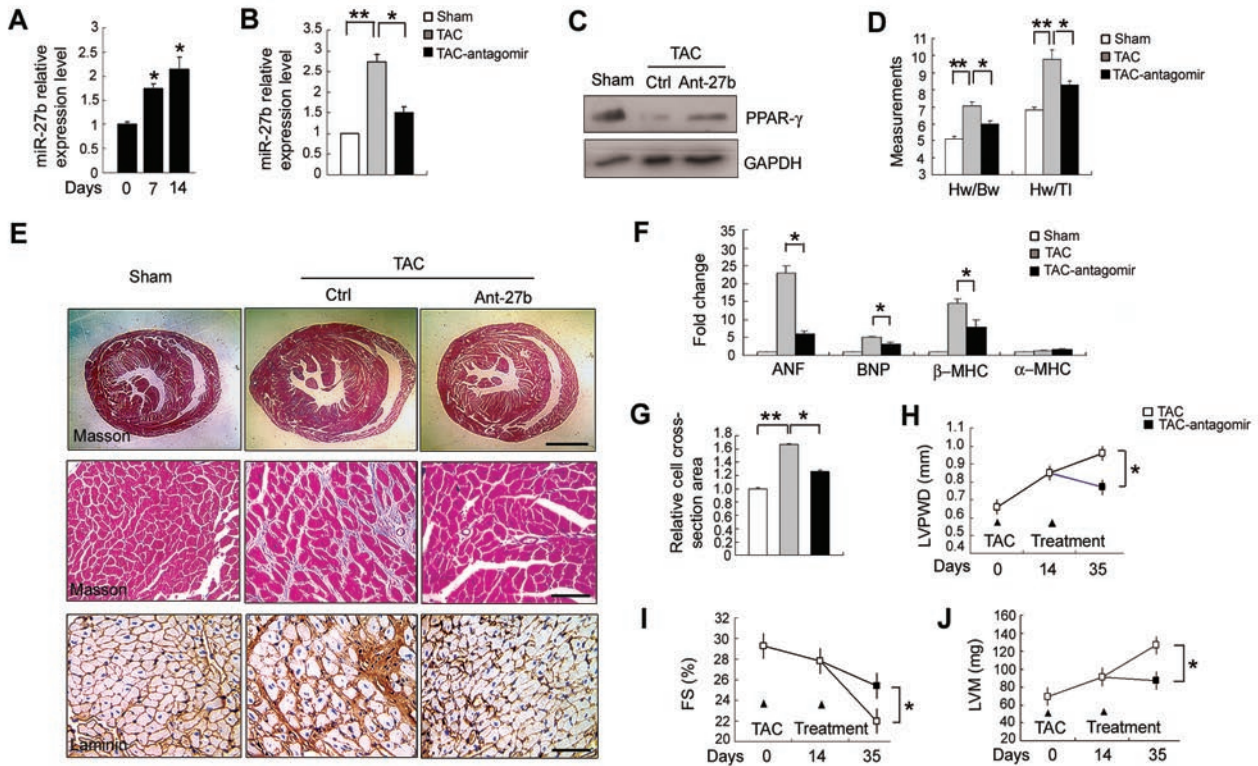 A
miR-27b relative
expression level
3
2.5
2
1.5
1
0.5
0
*
*
Days 0 7 14
B
miR-27b relative
expression level
3.5
3
2.5
2
1.5
1
0.5
0
** *
Sham
TAC
TAC-antagomir
C
TAC
Sham Ctrl Ant-27b
PPAR-γ
GAPDH
D
Measurements
11
10
9
8
7
6
5
4
3
** *
** *
Hw/Bw Hw/Tl
Sham
TAC
TAC-antagomir
E
TAC
Sham
Ctrl Ant-27b
Masson
Masson
Laminin
F
Fold change
35
25
20
15
10
5
0
*
*
*
ANF BNP β–MHC α–MHC
Sham
TAC
TAC-antagomir
G
Relative cell cross-
section area
1.8
1.6
1.4
1.2
1.0
0.8
0.6
0.4
0.2
0
** *
H
TAC
TAC-antagomir
LVPWD (mm)
1.0
0.9
0.8
0.7
0.6
0.5
0.4
*
TAC Treatment
Days 0 14 35
I
FS (%)
32
30
28
26
24
22
20
*
TAC Treatment
Days 0 14 35
J
LVM (mg)
160
140
120
100
80
60
40
*
TAC Treatment
Days 0 14 35